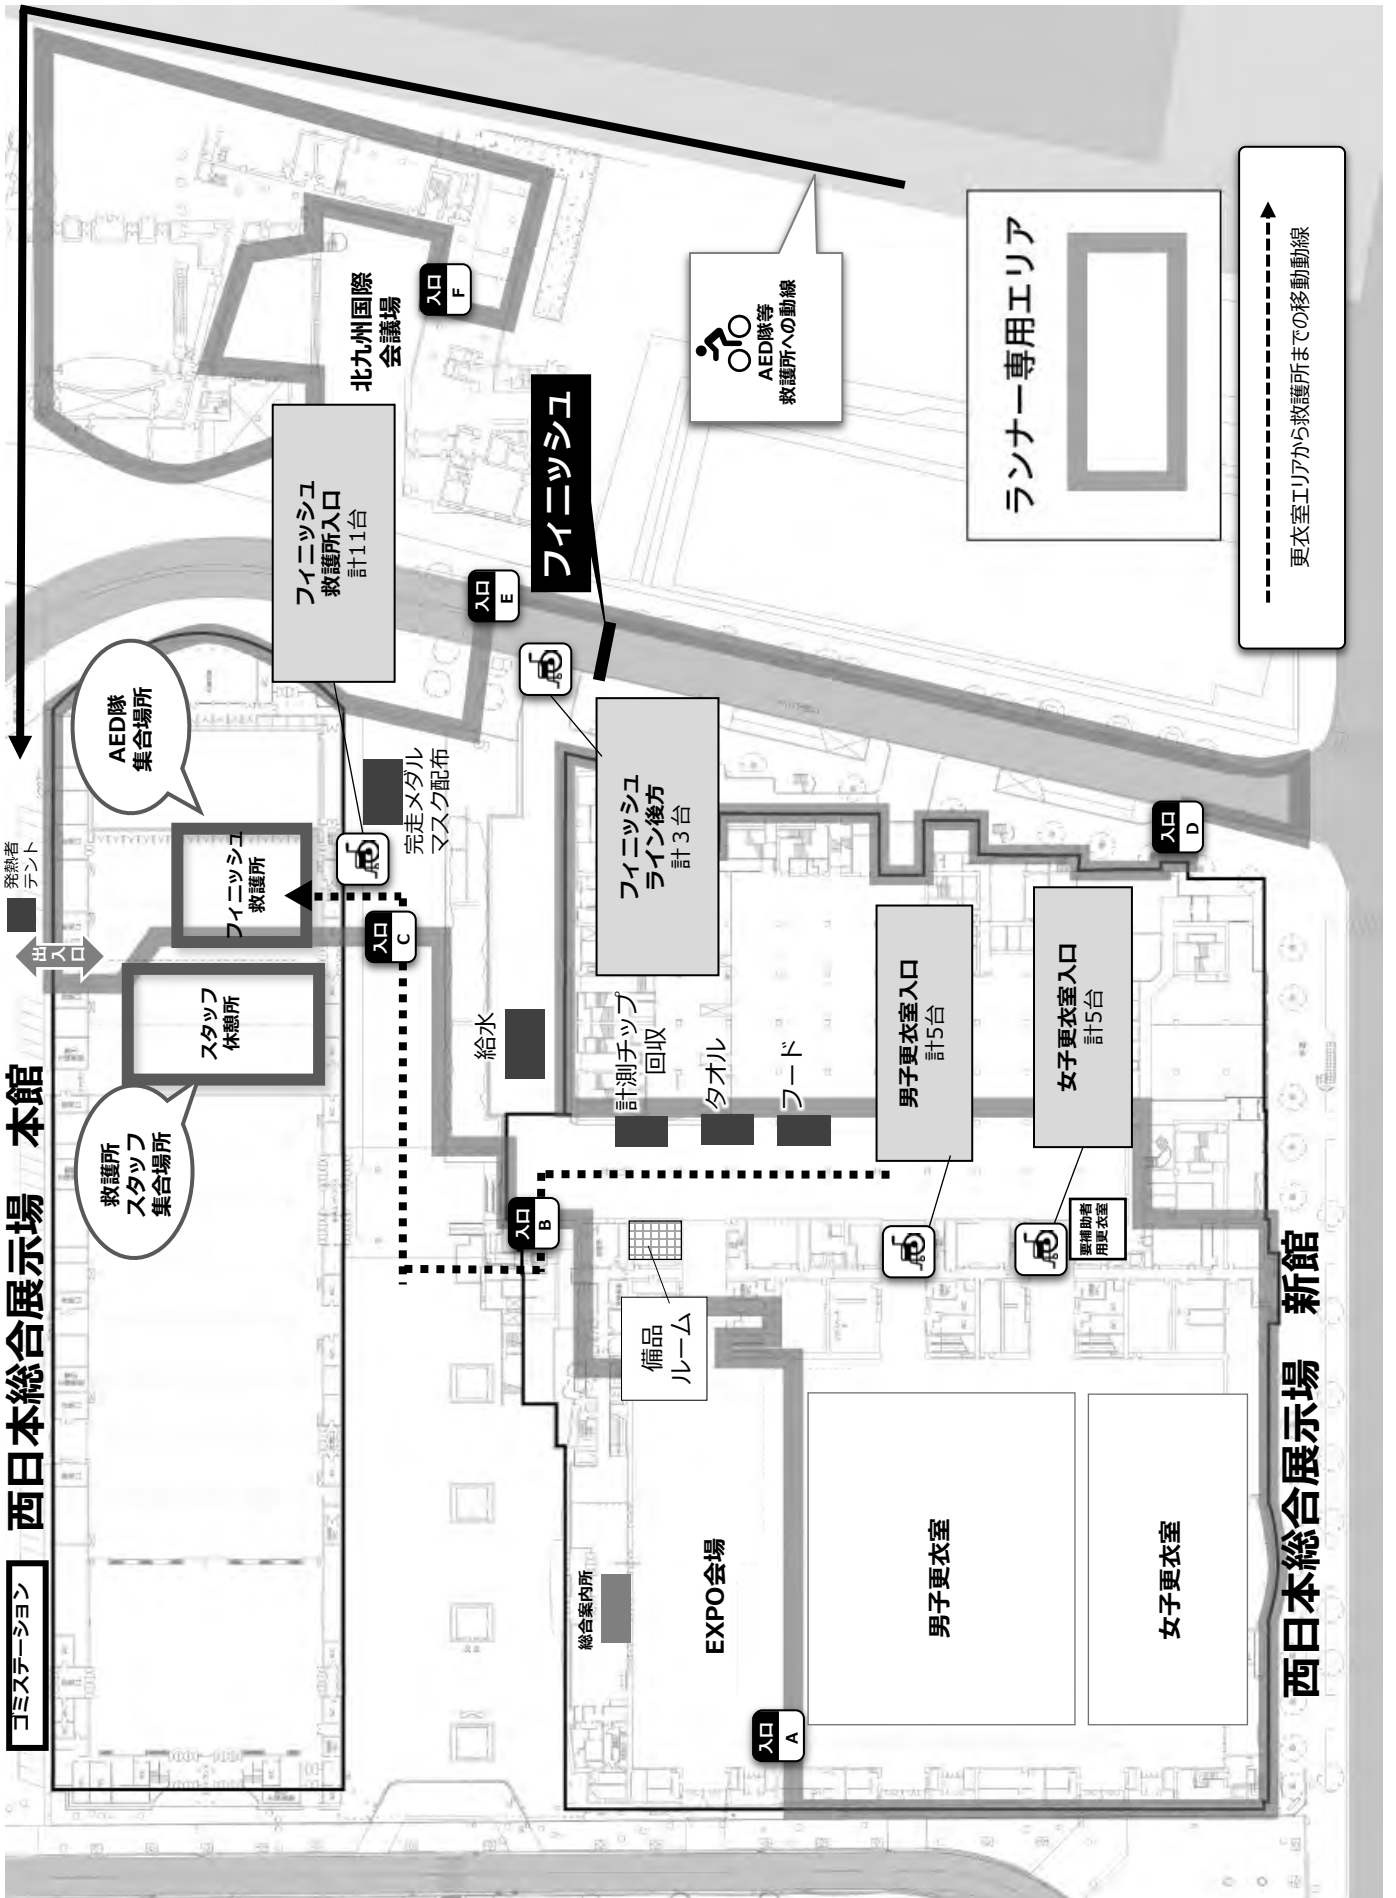 ゴミステーション
西日本総合展示場 本館
発熱者
テント
出
入
口
AED隊
集合場所
救護所
スタッフ
集合場所
スタッフ
休憩所
フィニッシュ
救護所
フィニッシュ
救護所入口
計11台
北九州国際
会議場
入口
F
入口
C
完走メダル
マスク配布
給水
入口
E
フィニッシュ
入口
B
総合案内所
EXPO会場
備品
ルーム
計測チップ
回収
タオル
フード
フィニッシュ
ライン後方
計３台
AED隊等
救護所への動線
入口
A
男子更衣室
男子更衣室入口
計5台
女子更衣室
女子更衣室入口
計5台
要補助者
用更衣室
入口
D
ランナー専用エリア
更衣室エリアから救護所までの移動動線
西日本総合展示場 新館